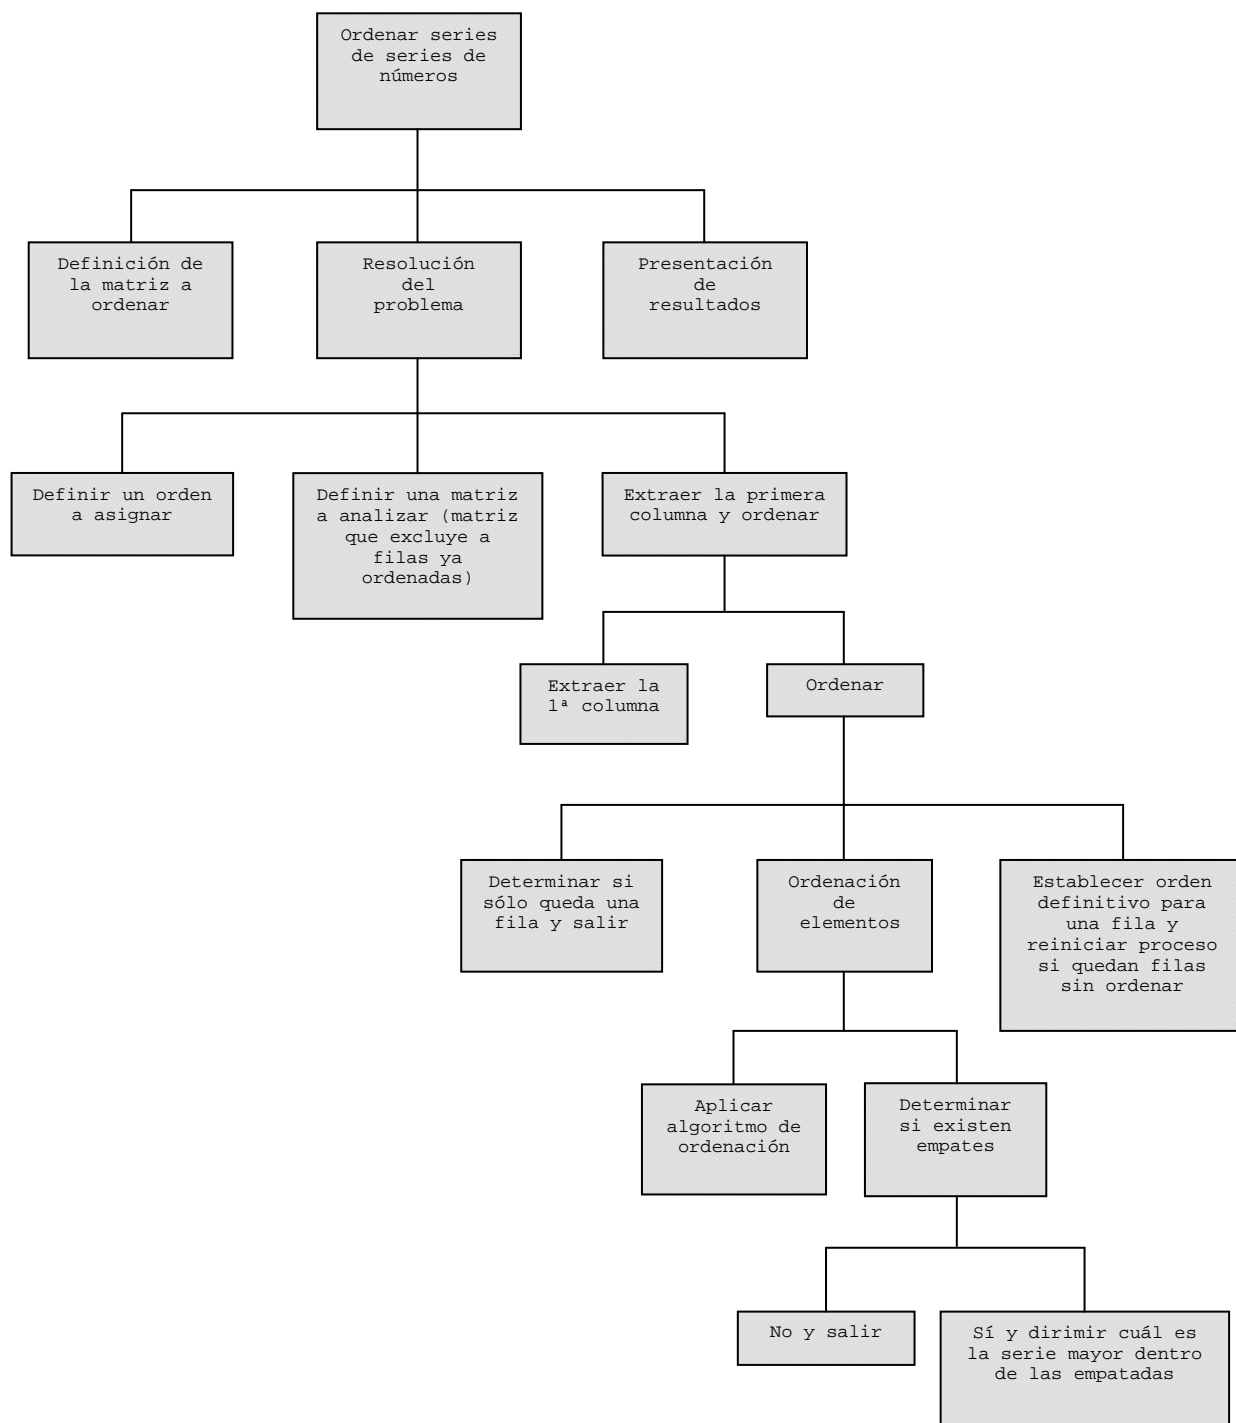 Ordenar series
de series de
números
Definición de
la matriz a
ordenar
Resolución
del
problema
Presentación
de
resultados
Definir un orden
a asignar
Definir una matriz
a analizar (matriz
que excluye a
filas ya
ordenadas)
Extraer la primera
columna y ordenar
Extraer la
1ª columna
Ordenar
Determinar si
sólo queda una
fila y salir
Ordenación
de
elementos
Establecer orden
definitivo para
una fila y
reiniciar proceso
si quedan filas
sin ordenar
Aplicar
algoritmo de
ordenación
Determinar
si existen
empates
No y salir
Sí y dirimir cuál es
la serie mayor dentro
de las empatadas